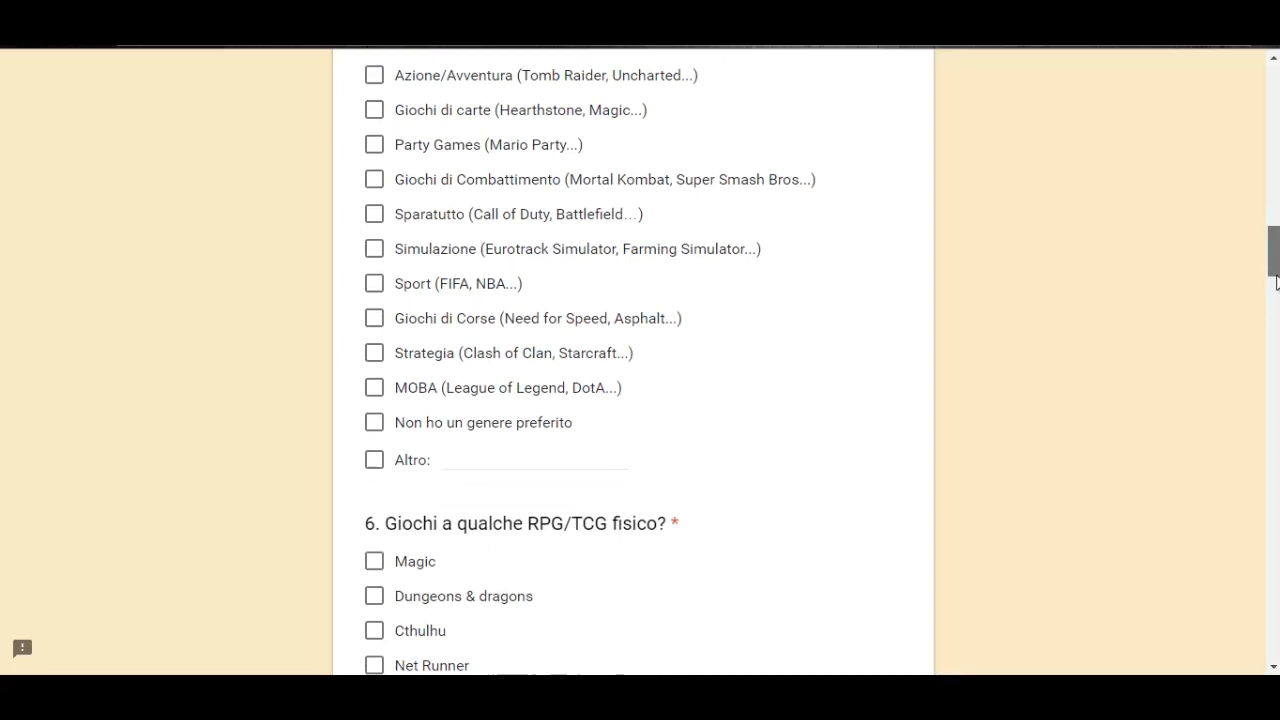 Azione/Avventura (Tomb Raider, Uncharted...)
Giochi di carte (Hearthstone, Magic...)
Party Games (Mario Party...)
Giochi di Combattimento (Mortal Kombat, Super Smash Bros...)
Sparatutto (Call of Duty, Battlefield...)
Simulazione (Eurotrack Simulator, Farming Simulator...)
Sport (FIFA, NBA...)
Giochi di Corse (Need for Speed, Asphalt...)
Strategia (Clash of Clan, Starcraft...)
MOBA (League of Legend, DotA...)
Non ho un genere preferito
Altro:
6. Giochi a qualche RPG/TCG fisico? *
Magic
Dungeons & dragons
Cthulhu
Net Runner